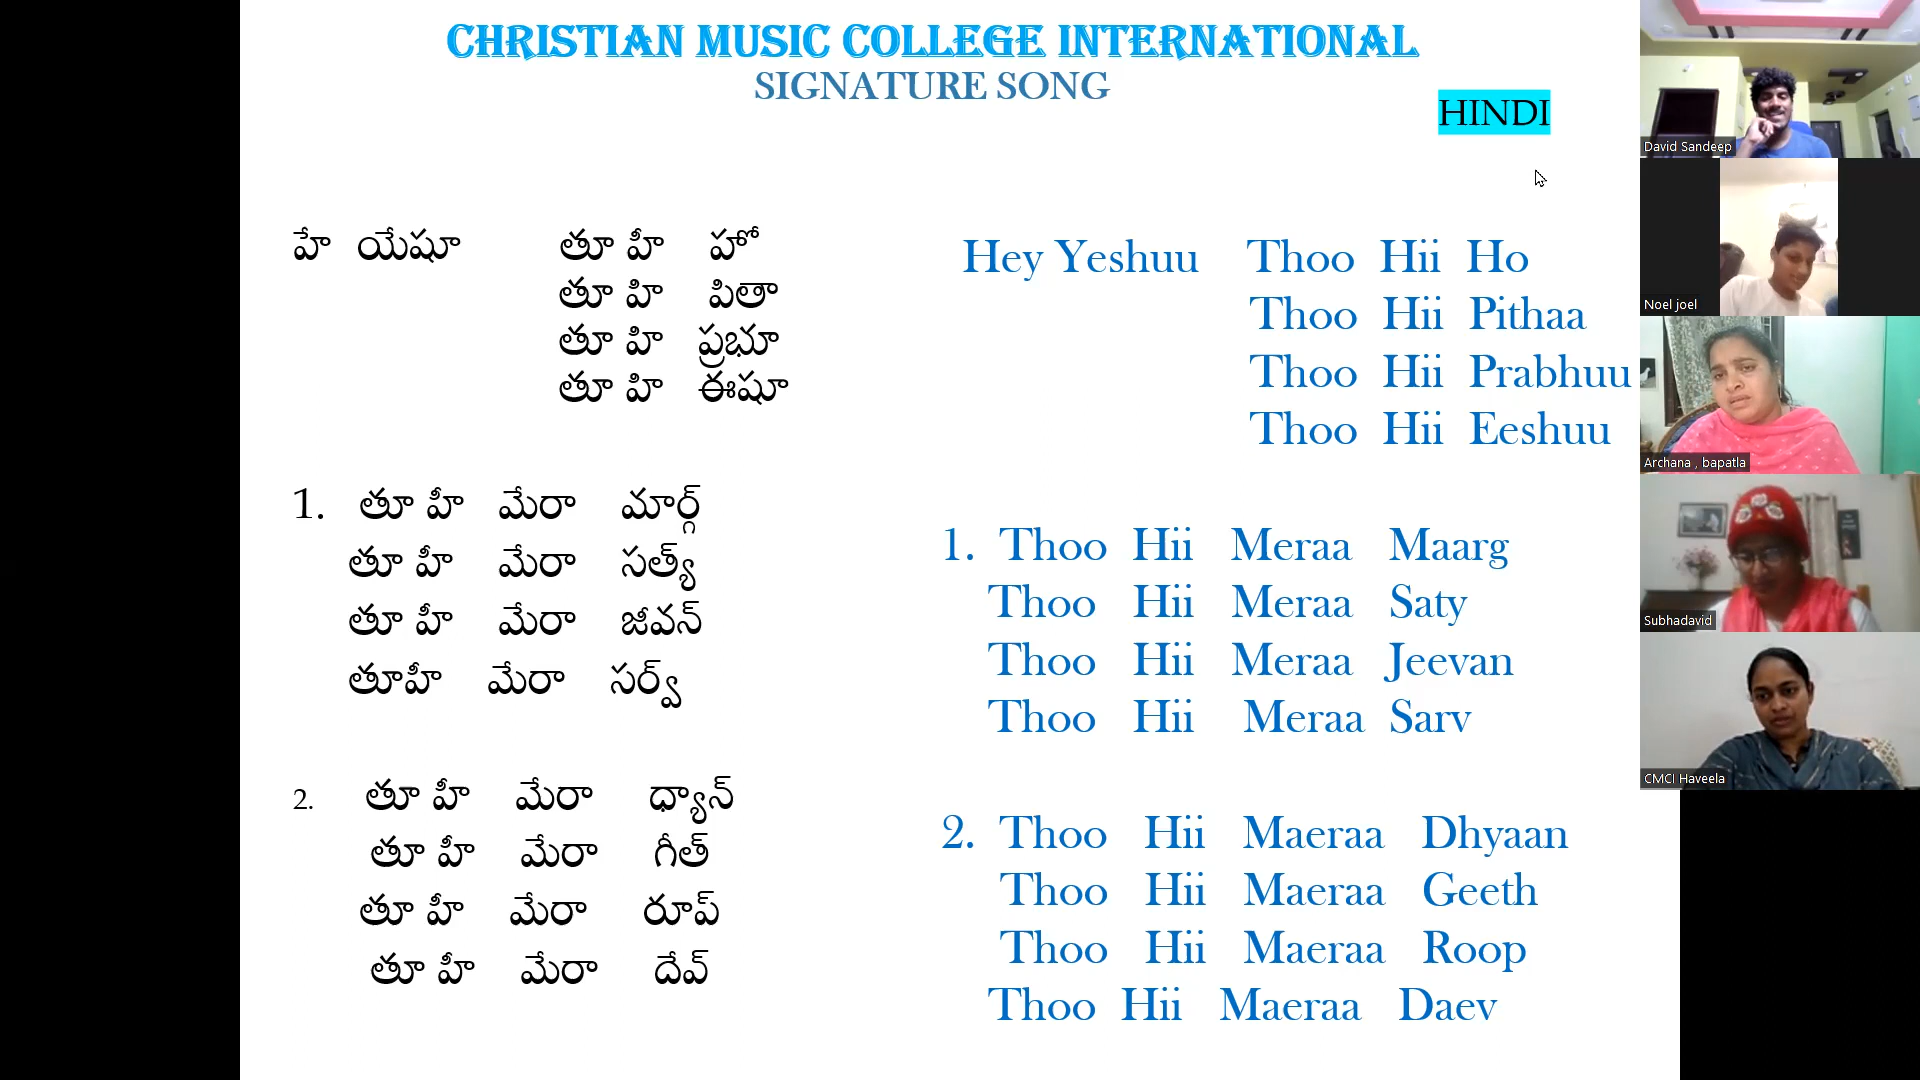 CHRISTIAN MUSIC COLLEGE INTERNATIONAL
SIGNATURE SONG
HINDI
హే యేషూ తూ హీ హో
తూ హి పితా
తూ హి ప్రభూ
తూ హి ఈషూ
1. తూ హీ మేరా మార్గ్
తూ హీ మేరా సత్య్
తూ హీ మేరా జీవన్
తూహీ మేరా సర్వ్
2. తూ హీ మేరా ధ్యాన్
తూ హీ మేరా గీత్
తూ హీ మేరా రూప్
తూ హీ మేరా దేవ్
Hey Yeshuu Thoo Hii Ho
Thoo Hii Pithaa
Thoo Hii Prabhuu
Thoo Hii Eeshuu
1. Thoo Hii Meraa Maarg
Thoo Hii Meraa Saty
Thoo Hii Meraa Jeevan
Thoo Hii Meraa Sarv
2. Thoo Hii Maeraa Dhyaan
Thoo Hii Maeraa Geeth
Thoo Hii Maeraa Roop
Thoo Hii Maeraa Daev
David Sandeep
Noel joel
Archana , bapatla
Subhadavid
CMCI Haveela